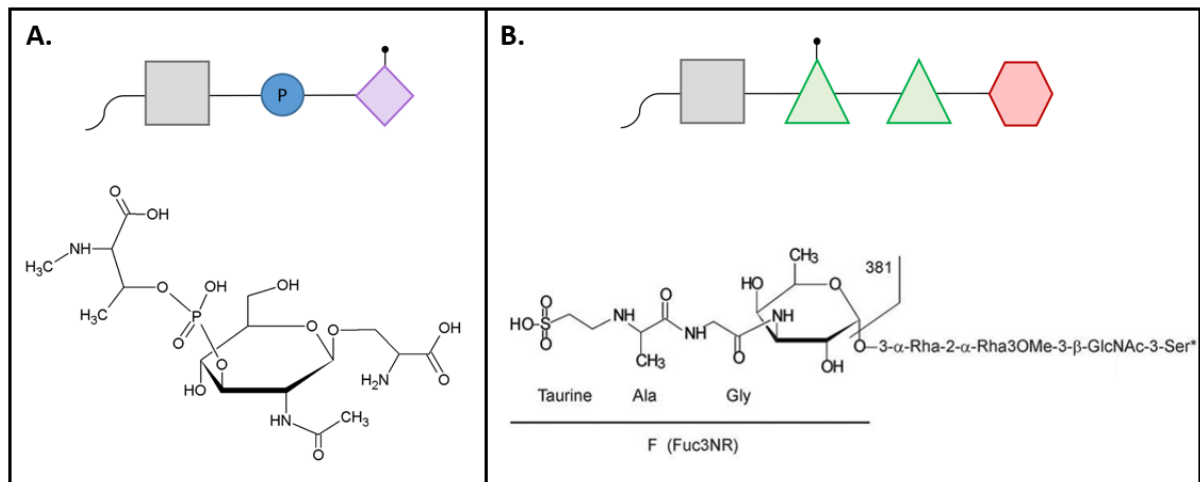 A.
P
O
OH
NH
H₃C
H₃C
O
OH
P
O
OH
O
O
O
HO
OH
O
H₂N
HN
CH₃
O
B.
CH₃
381
HO
O
O
NH
O
HO-S
O
NH
NH
CH₃
O
OH
O-3-α-Rha-2-α-Rha3OMe-3-β-GlcNAc-3-Ser*
Taurine Ala Gly
F (Fuc3NR)